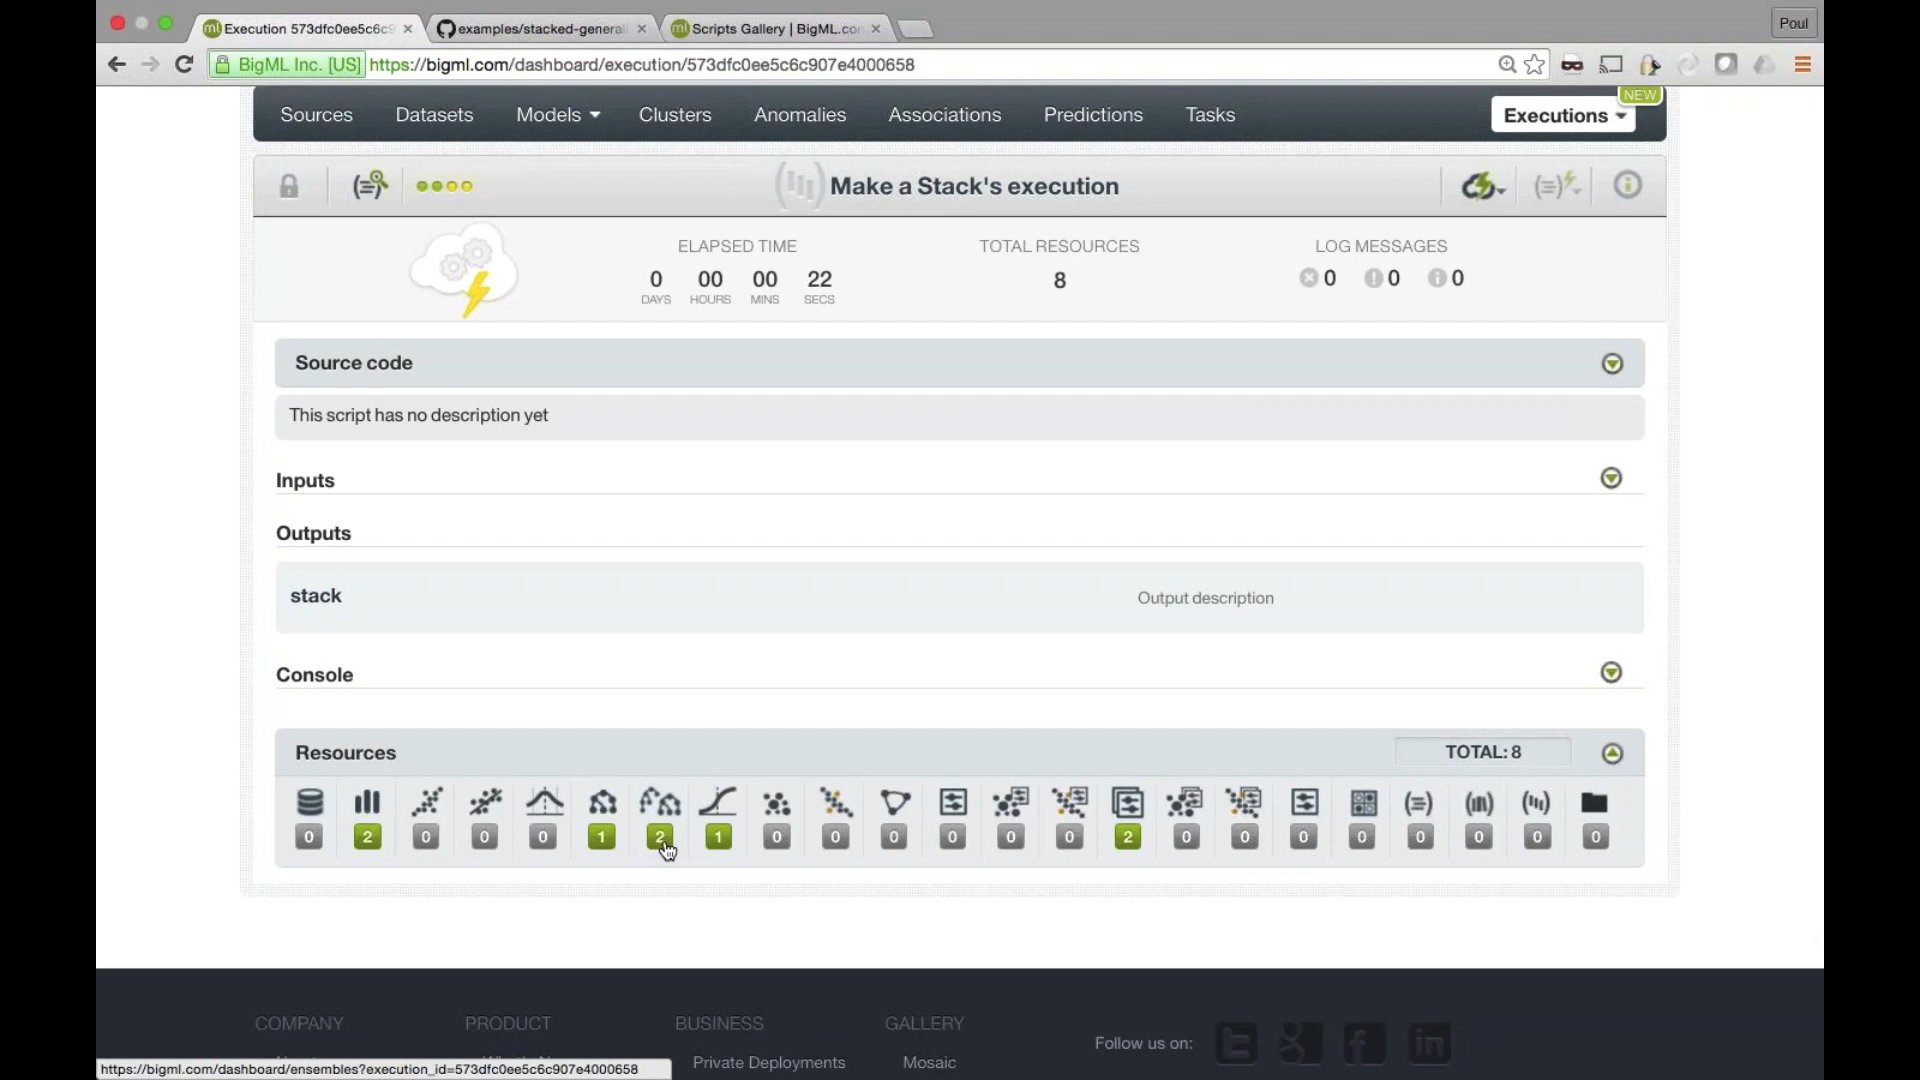 Execution 573dfc0ee5c6c9
examples/stacked-general
Scripts Gallery | BigML.con
Poul
BigML Inc. [US] https://bigml.com/dashboard/execution/573dfc0ee5c6c907e4000658
NEW
Sources Datasets Models Clusters Anomalies Associations Predictions Tasks Executions
Make a Stack's execution
ELAPSED TIME TOTAL RESOURCES LOG MESSAGES
0 00 00 22 8 0 0 0
DAYS HOURS MINS SECS
Source code
This script has no description yet
Inputs
Outputs
stack Output description
Console
Resources TOTAL: 8
0 2 0 0 0 1 2 1 0 0 0 0 0 0 2 0 0 0 0 0 0 0 0
COMPANY PRODUCT BUSINESS GALLERY
Follow us on:
Private Deployments Mosaic
https://bigml.com/dashboard/ensembles?execution_id=573dfc0ee5c6c907e4000658